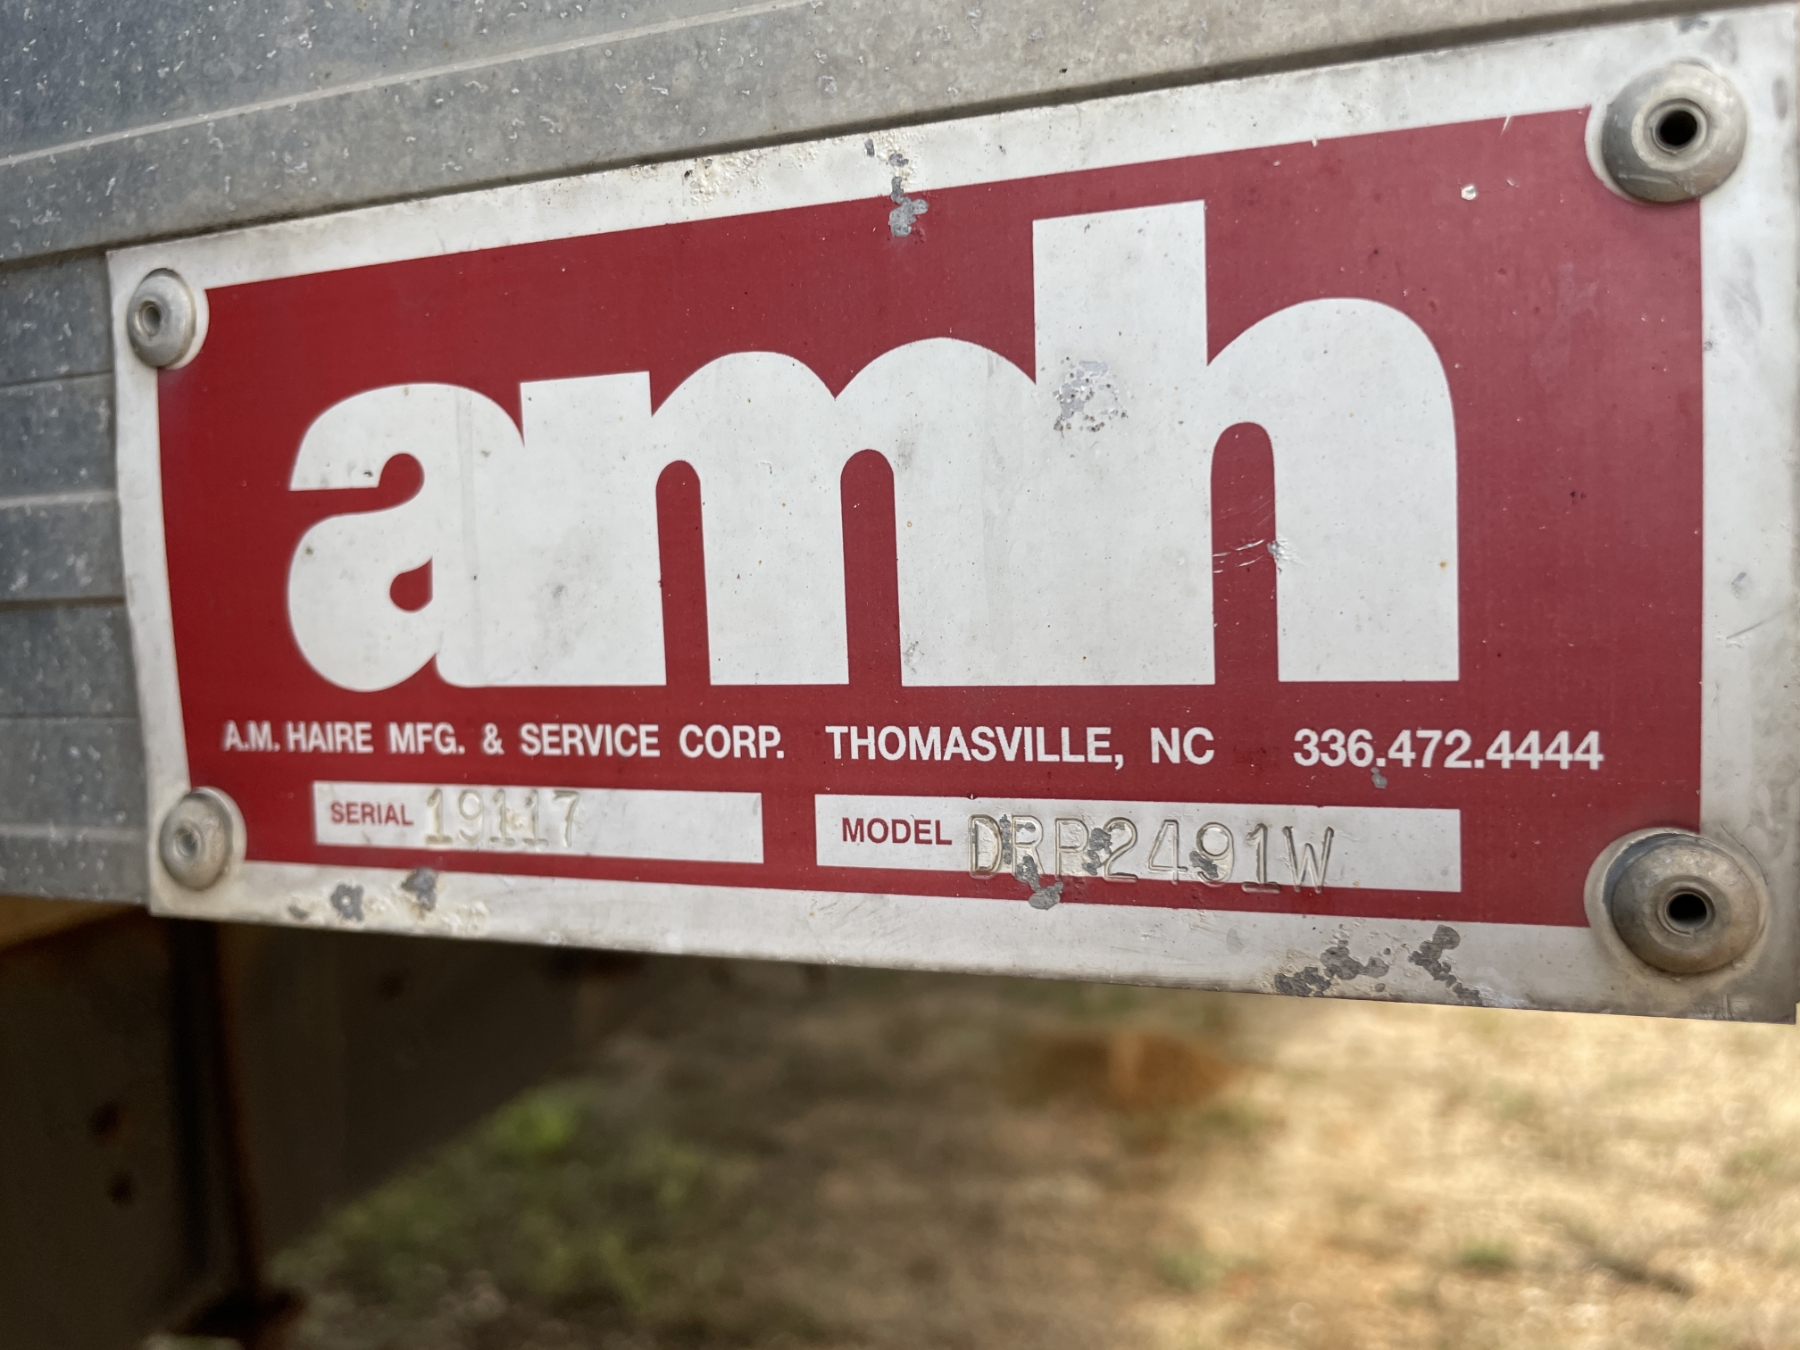 amh
A.M. HAIRE MFG. & SERVICE CORP. THOMASVILLE, NC 336.472.4444
SERIAL 19117 MODEL DRP2491W